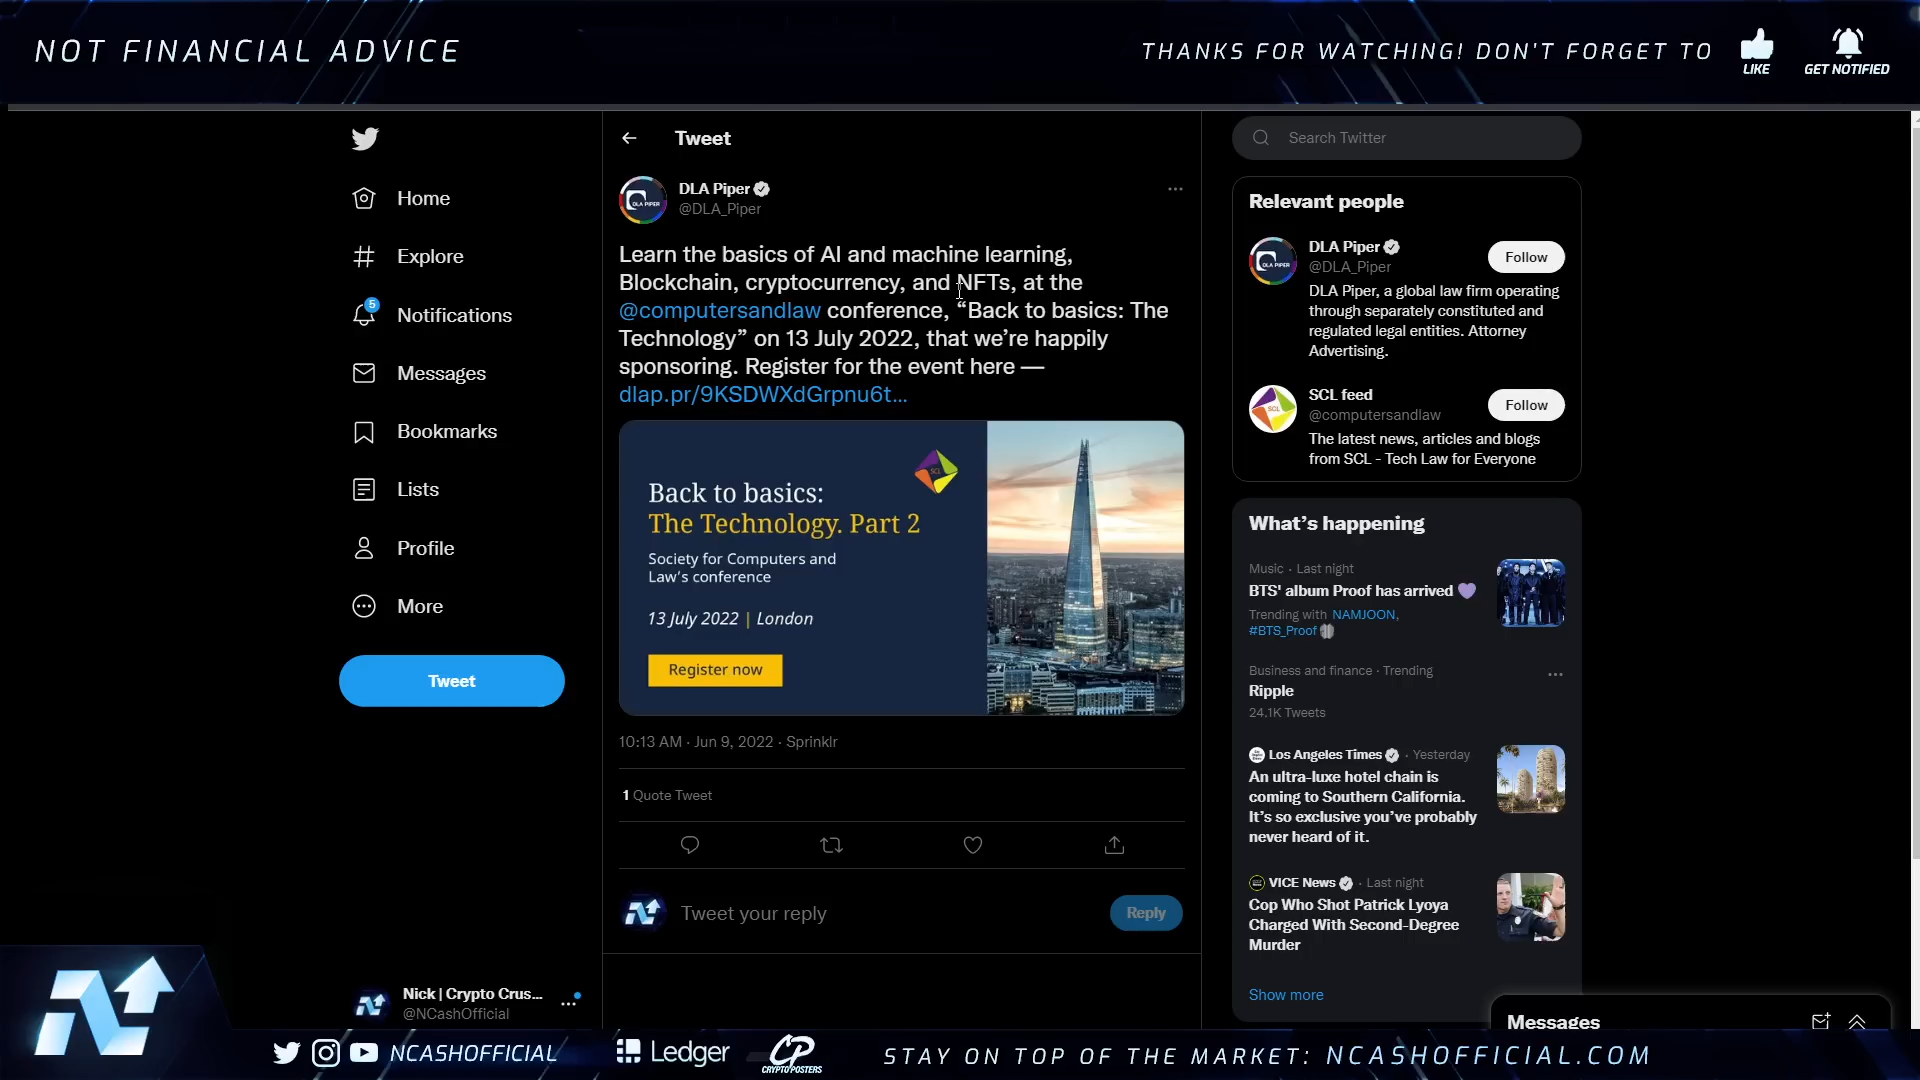 NOT FINANCIAL ADVICE
THANKS FOR WATCHING! DON'T FORGET TO
LIKE
GET NOTIFIED
Home
Explore
5
Notifications
Messages
Bookmarks
Lists
Profile
More
Tweet
Nick | Crypto Crus...
@NCashOfficial
Tweet
DLA Piper
@DLA_Piper
Learn the basics of AI and machine learning,
Blockchain, cryptocurrency, and NFTs, at the
@computersandlaw conference, “Back to basics: The
Technology” on 13 July 2022, that we’re happily
sponsoring. Register for the event here —
dlap.pr/9KSDWXdGrpnu6t...
SCL
Back to basics:
The Technology. Part 2
Society for Computers and
Law's conference
13 July 2022 | London
Register now
10:13 AM · Jun 9, 2022 · Sprinklr
1 Quote Tweet
Tweet your reply
Reply
Search Twitter
Relevant people
DLA Piper
Follow
@DLA_Piper
DLA Piper, a global law firm operating
through separately constituted and
regulated legal entities. Attorney
Advertising.
SCL feed
Follow
@computersandlaw
The latest news, articles and blogs
from SCL - Tech Law for Everyone
What’s happening
Music · Last night
BTS' album Proof has arrived 💜
Trending with NAMJOON,
#BTS_Proof
Business and finance · Trending
Ripple
24.1K Tweets
Los Angeles Times · Yesterday
An ultra-luxe hotel chain is
coming to Southern California.
It’s so exclusive you’ve probably
never heard of it.
VICE News · Last night
Cop Who Shot Patrick Lyoya
Charged With Second-Degree
Murder
Show more
Messages
NCASHOFFICIAL
Ledger
CP
CRYPTOPOSTERS
STAY ON TOP OF THE MARKET: NCASHOFFICIAL.COM